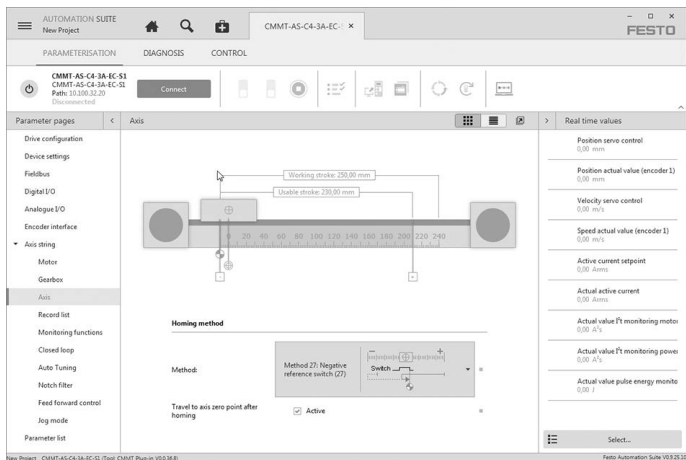 AUTOMATION SUITE
New Project
CMMT-AS-C4-3A-EC-S
FESTO
PARAMETERISATION
DIAGNOSIS
CONTROL
CMMT-AS-C4-3A-EC-S1
CMMT-AS-C4-3A-EC-S1
Path: 10.100.32.20
Disconnected
Connect
Parameter pages
Axis
Real time values
Drive configuration
Device settings
Fieldbus
Digital I/O
Analogue I/O
Encoder interface
Axis string
Motor
Gearbox
Axis
Record list
Monitoring functions
Closed loop
Auto Tuning
Notch filter
Feed forward control
Jog mode
Parameter list
Working stroke: 250,00 mm
Usable stroke: 230,00 mm
0 20 40 60 80 100 120 140 160 180 200 220 240
Homing method
Method:
Method 27: Negative
reference switch (27)
Switch
Travel to axis zero point after
homing
Active
Position servo control
0,00 mm
Position actual value (encoder 1)
0,00 mm
Velocity servo control
0,00 m/s
Speed actual value (encoder 1)
0,00 m/s
Active current setpoint
0,00 Arms
Actual active current
0,00 Arms
Actual value I²t monitoring motor
0,00 A²s
Actual value I²t monitoring power
0,00 A²s
Actual value pulse energy monito
0,00 J
Select...
New Project CMMT-AS-C4-3A-EC-S1 (Tool: CMMT Plug-in V0.0.36.8)
Festo Automation Suite V0.9.25.10